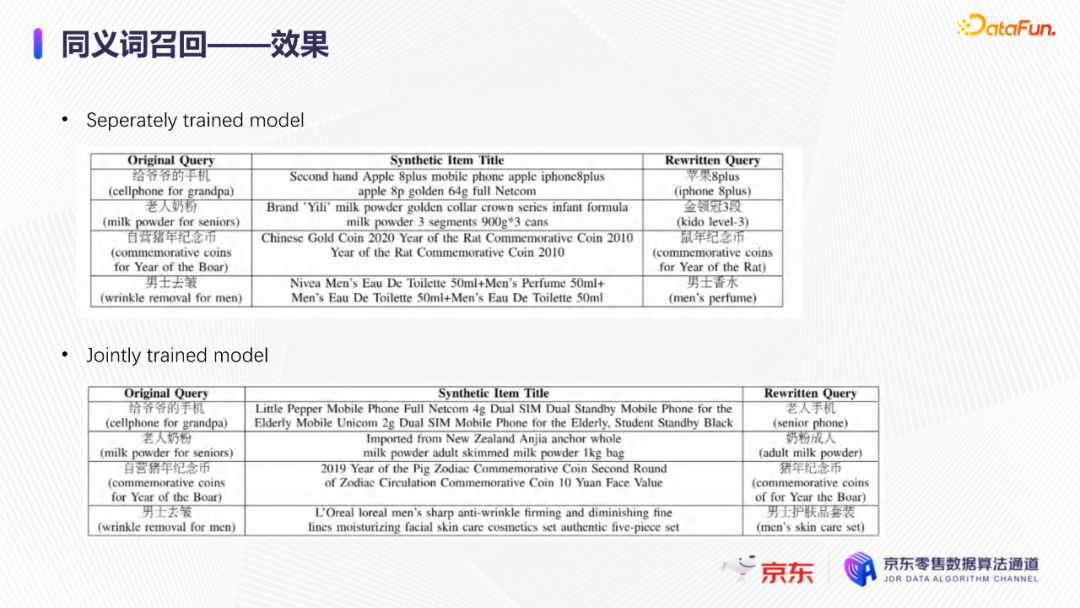 同义词召回——效果
DataFun.
• Seperately trained model
Original Query Synthetic Item Title Rewritten Query
给爷爷的手机
(cellphone for grandpa)
Second hand Apple 8plus mobile phone apple iphone8plus
apple 8p golden 64g full Netcom
苹果8plus
(iphone 8plus)
老人奶粉
(milk powder for seniors)
Brand 'Yili' milk powder golden collar crown series infant formula
milk powder 3 segments 900g*3 cans
金领冠3段
(kido level-3)
自营猪年纪念币
(commemorative coins
for Year of the Boar)
Chinese Gold Coin 2020 Year of the Rat Commemorative Coin 2010
Year of the Rat Commemorative Coin 2010
鼠年纪念币
(commemorative coins
for Year of the Rat)
男士去皱
(wrinkle removal for men)
Nivea Men's Eau De Toilette 50ml+Men's Perfume 50ml+
Men's Eau De Toilette 50ml+Men's Eau De Toilette 50ml
男士香水
(men's perfume)
• Jointly trained model
Original Query Synthetic Item Title Rewritten Query
给爷爷的手机
(cellphone for grandpa)
Little Pepper Mobile Phone Full Netcom 4g Dual SIM Dual Standby Mobile Phone for the
Elderly Mobile Unicom 2g Dual SIM Mobile Phone for the Elderly, Student Standby Black
老人手机
(senior phone)
老人奶粉
(milk powder for seniors)
Imported from New Zealand Anjia anchor whole
milk powder adult skimmed milk powder 1kg bag
奶粉成人
(adult milk powder)
自营猪年纪念币
(commemorative coins
for Year of the Boar)
2019 Year of the Pig Zodiac Commemorative Coin Second Round
of Zodiac Circulation Commemorative Coin 10 Yuan Face Value
猪年纪念币
(commemorative coins
of for Year the Boar)
男士去皱
(wrinkle removal for men)
L'Oreal loreal men's sharp anti-wrinkle firming and diminishing fine
lines moisturizing facial skin care cosmetics set authentic five-piece set
男士护肤品套装
(men's skin care set)
京东
京东零售数据算法通道
JDR DATA ALGORITHM CHANNEL